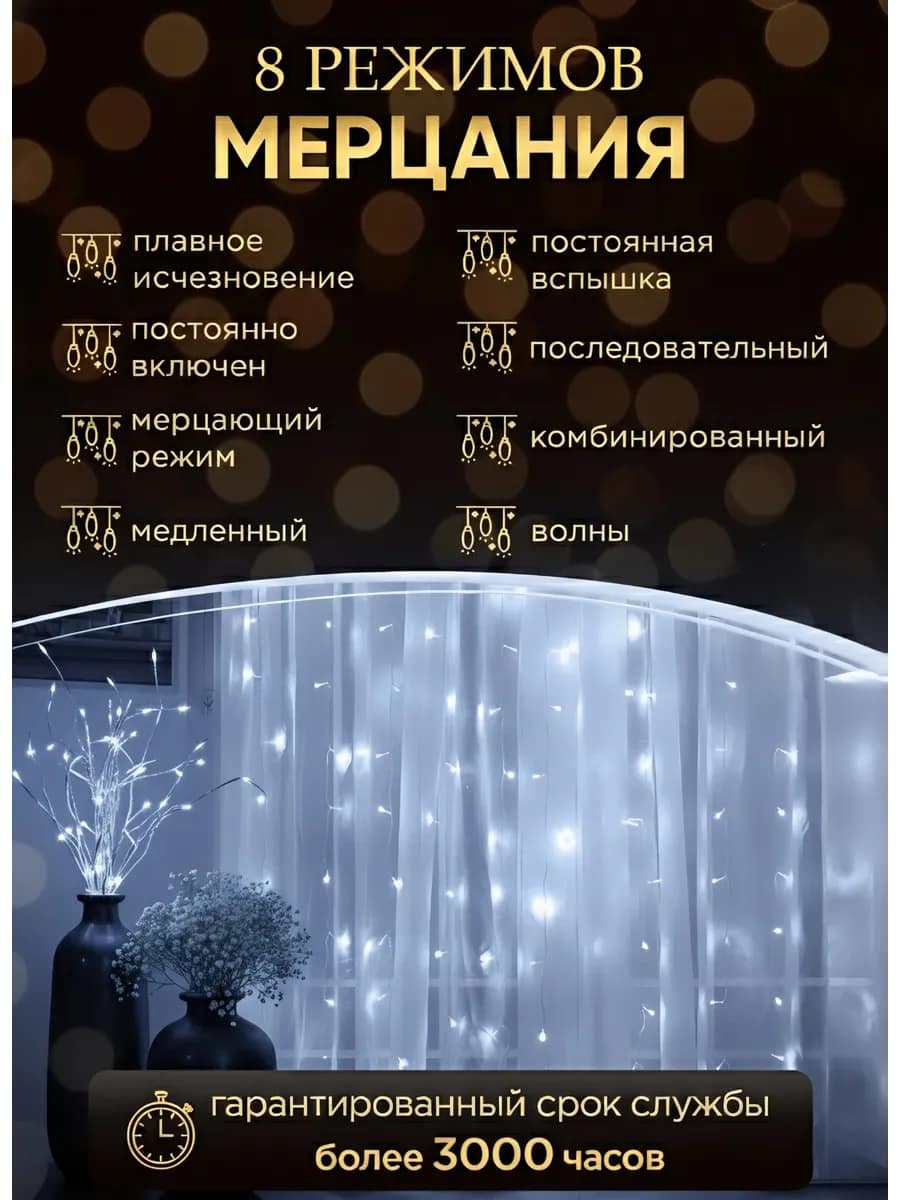 8 РЕЖИМОВ
МЕРЦАНИЯ
плавное
исчезновение
постоянно
включен
мерцающий
режим
медленный
постоянная
вспышка
последовательный
комбинированный
волны
гарантированный срок службы
более 3000 часов